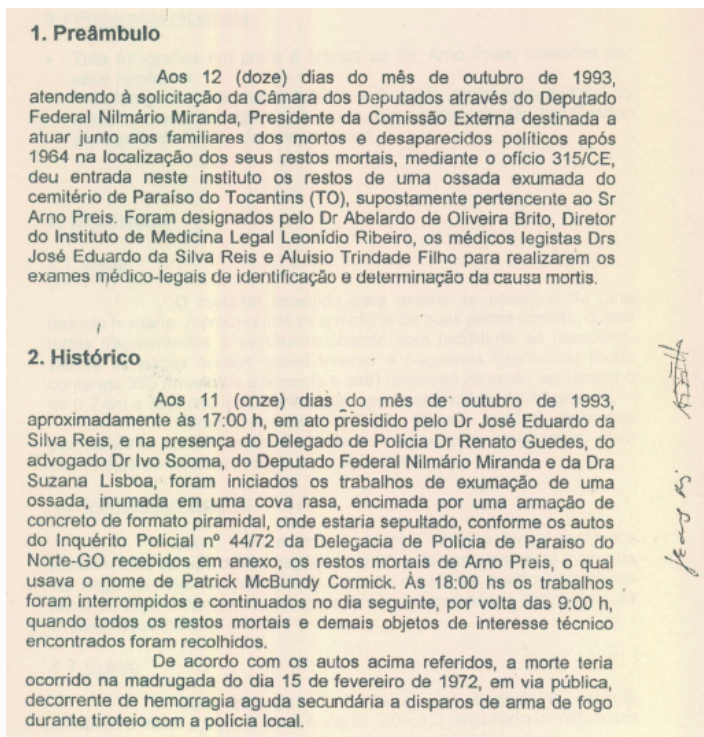 1. Preâmbulo
Aos 12 (doze) dias do mês de outubro de 1993,
atendendo à solicitação da Câmara dos Deputados através do Deputado
Federal Nilmário Miranda, Presidente da Comissão Externa destinada a
atuar junto aos familiares dos mortos e desaparecidos políticos após
1964 na localização dos seus restos mortais, mediante o ofício 315/CE,
deu entrada neste instituto os restos de uma ossada exumada do
cemitério de Paraíso do Tocantins (TO), supostamente pertencente ao Sr
Arno Preis. Foram designados pelo Dr Abelardo de Oliveira Brito, Diretor
do Instituto de Medicina Legal Leonídio Ribeiro, os médicos legistas Drs
José Eduardo da Silva Reis e Aluisio Trindade Filho para realizarem os
exames médico-legais de identificação e determinação da causa mortis.
2. Histórico
Aos 11 (onze) dias do mês de outubro de 1993,
aproximadamente às 17:00 h, em ato presidido pelo Dr José Eduardo da
Silva Reis, e na presença do Delegado de Polícia Dr Renato Guedes, do
advogado Dr Ivo Sooma, do Deputado Federal Nilmário Miranda e da Dra
Suzana Lisboa, foram iniciados os trabalhos de exumação de uma
ossada, inumada em uma cova rasa, encimada por uma armação de
concreto de formato piramidal, onde estaria sepultado, conforme os autos
do Inquérito Policial nº 44/72 da Delegacia de Polícia de Paraiso do
Norte-GO recebidos em anexo, os restos mortais de Arno Preis, o qual
usava o nome de Patrick McBundy Cormick. Às 18:00 hs os trabalhos
foram interrompidos e continuados no dia seguinte, por volta das 9:00 h,
quando todos os restos mortais e demais objetos de interesse técnico
encontrados foram recolhidos.
De acordo com os autos acima referidos, a morte teria
ocorrido na madrugada do dia 15 de fevereiro de 1972, em via pública,
decorrente de hemorragia aguda secundária a disparos de arma de fogo
durante tiroteio com a polícia local.